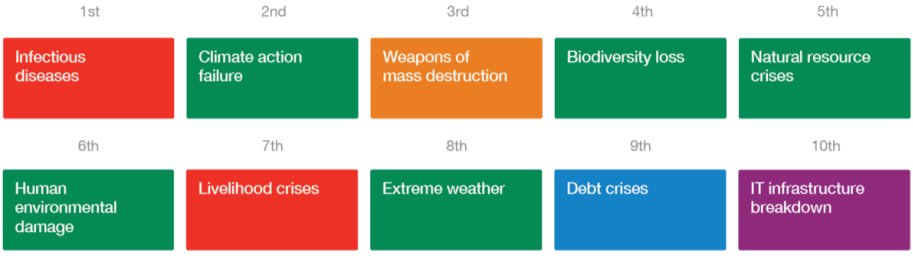 1st
2nd
3rd
4th
5th
Infectious
diseases
Climate action
failure
Weapons of
mass destruction
Biodiversity loss
Natural resource
crises
6th
7th
8th
9th
10th
Human
environmental
damage
Livelihood crises
Extreme weather
Debt crises
IT infrastructure
breakdown